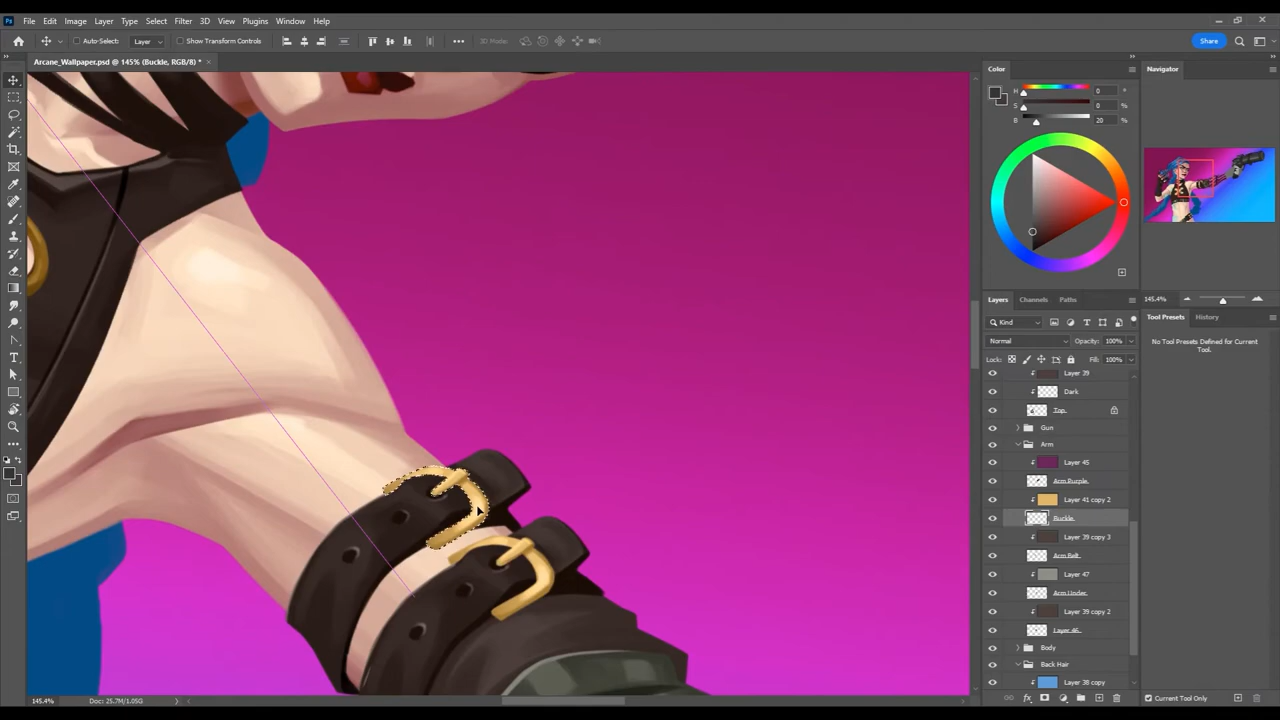 Ps File Edit Image Layer Type Select Filter 3D View Plugins Window Help
Auto-Select: Layer Show Transform Controls 3D Mode: Share
Arcane_Wallpaper.psd @ 145% (Buckle, RGB/8) *
Color
H 0 °
S 0 %
B 20 %
Navigator
145.4%
Layers Channels Paths
Kind
Normal Opacity: 100%
Lock: Fill: 100%
Layer 39
Dark
Top
Gun
Arm
Layer 45
Arm Purple
Layer 41 copy 2
Buckle
Layer 39 copy 3
Arm Belt
Layer 47
Arm Under
Layer 39 copy 2
Layer 46
Body
Back Hair
Layer 38 copy
fx
Tool Presets History
No Tool Presets Defined for Current
Tool.
Current Tool Only
145.4% Doc: 25.7M/1.05G